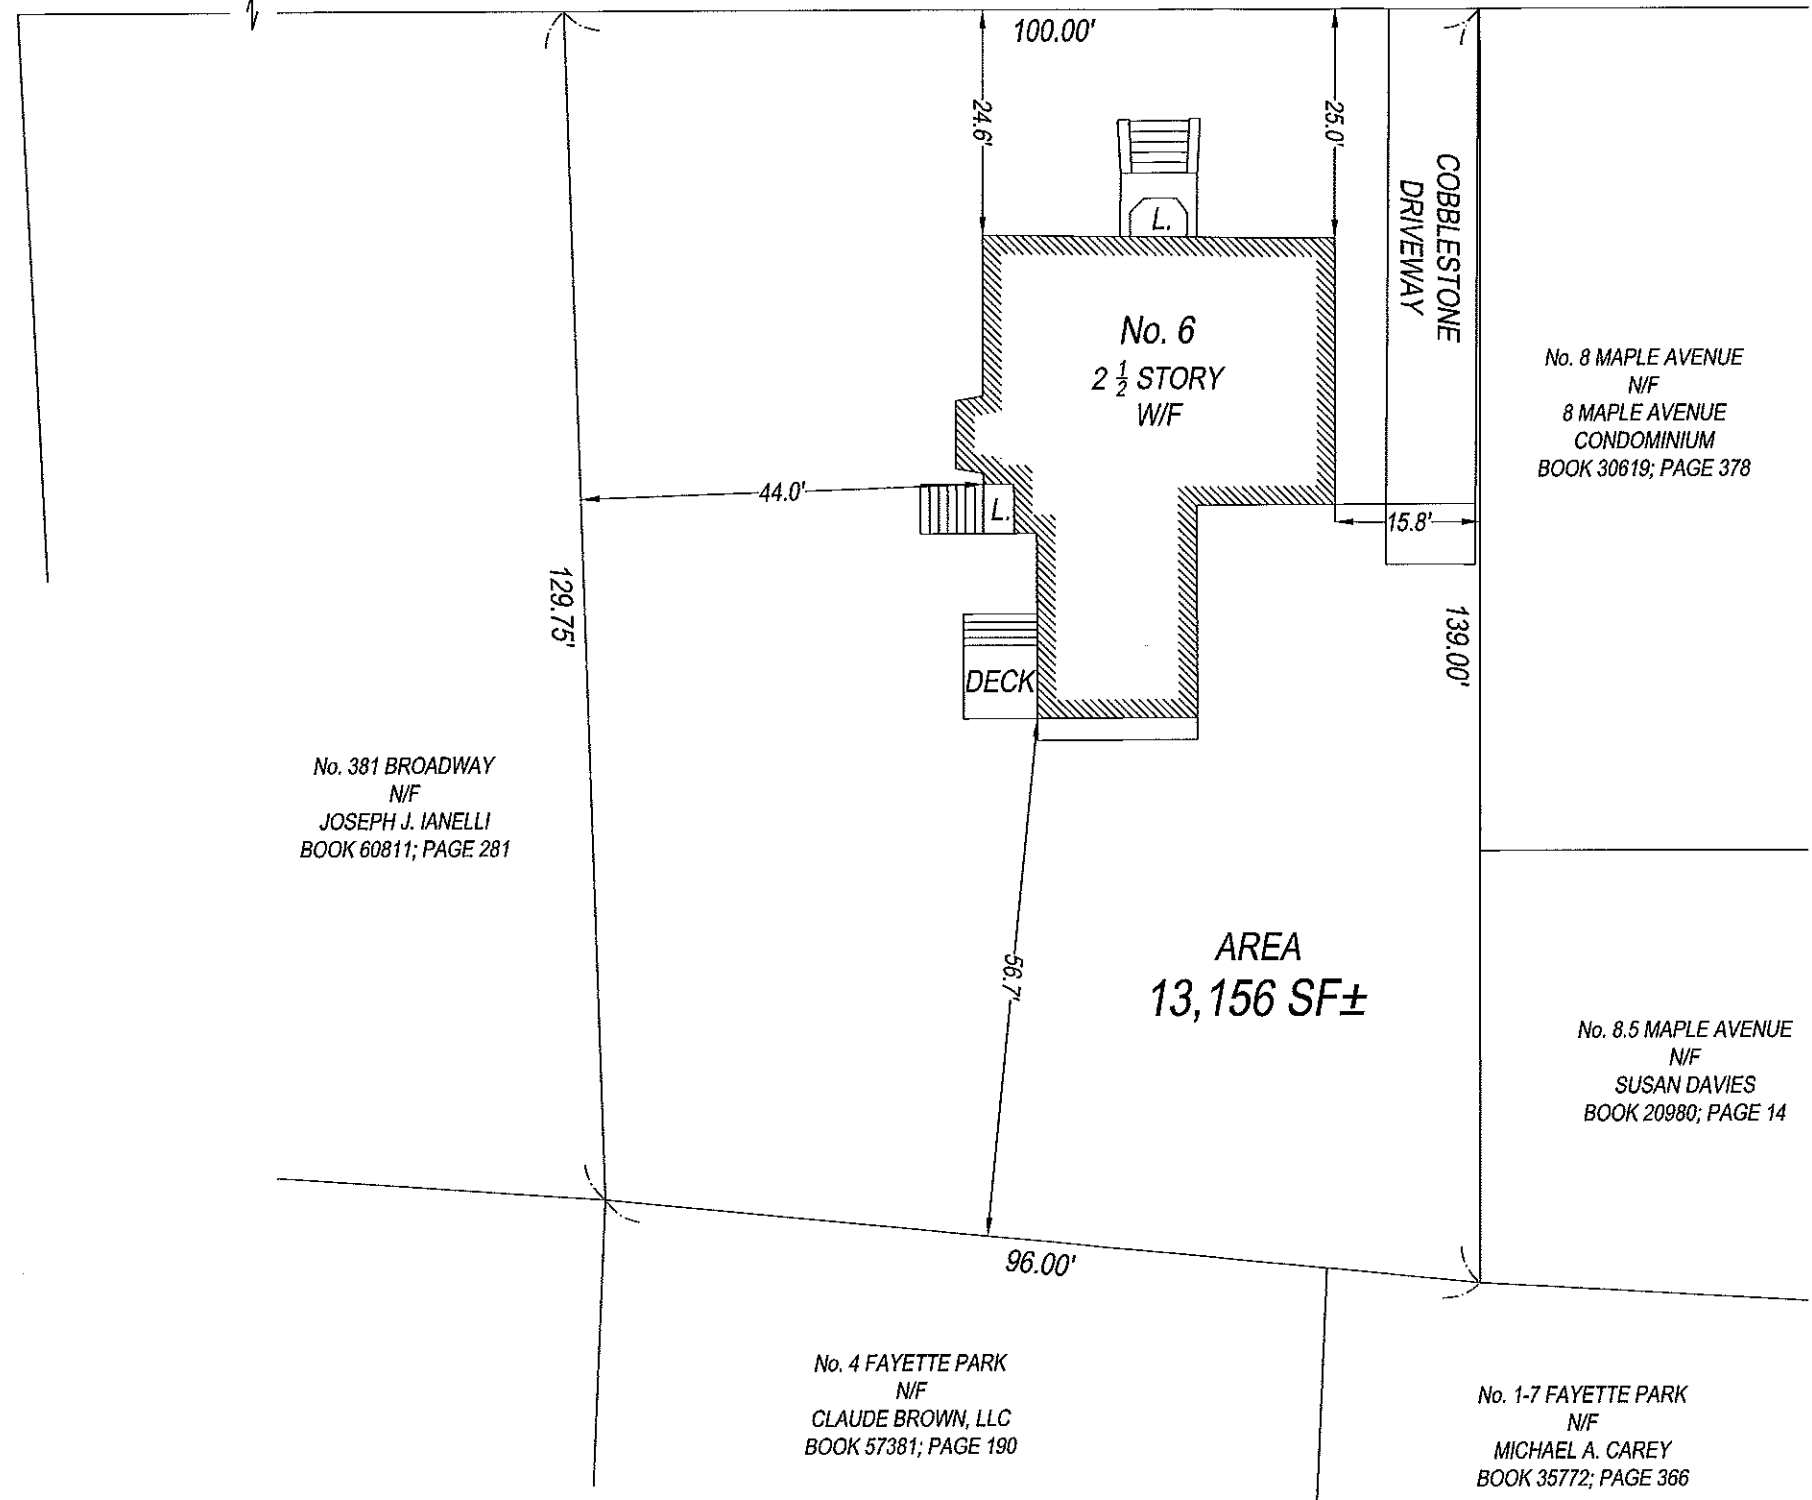 100.00'
24.6'
25.0'
COBBLESTONE
DRIVEWAY
L.
No. 6
2 1/2 STORY
W/F
No. 8 MAPLE AVENUE
N/F
8 MAPLE AVENUE
CONDOMINIUM
BOOK 30619; PAGE 378
44.0'
L.
15.8'
129.75'
139.00'
DECK
No. 381 BROADWAY
N/F
JOSEPH J. IANELLI
BOOK 60811; PAGE 281
56.7'
AREA
13,156 SF±
No. 8.5 MAPLE AVENUE
N/F
SUSAN DAVIES
BOOK 20980; PAGE 14
96.00'
No. 4 FAYETTE PARK
N/F
CLAUDE BROWN, LLC
BOOK 57381; PAGE 190
No. 1-7 FAYETTE PARK
N/F
MICHAEL A. CAREY
BOOK 35772; PAGE 366